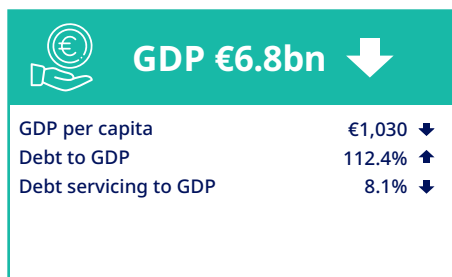 GDP €6.8bn
GDP per capita €1,030
Debt to GDP 112.4%
Debt servicing to GDP 8.1%